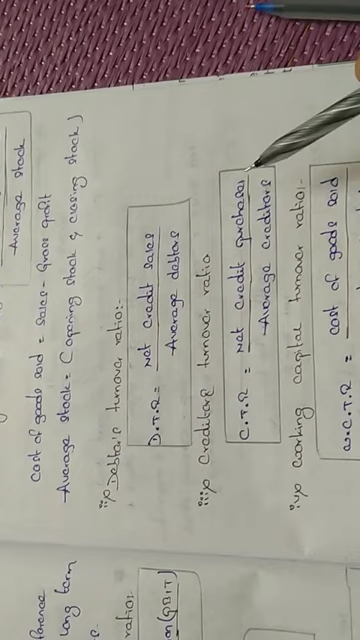 Average stock
cost of goods sold = sales - Gross profit
Average stock = (opening stock & closing stock)
ii) Debtor's turnover ratio:-
D.T.R = Net credit sales
Average debtors
iii) Creditors turnover ratio
C.T.R = Net credit purchases
Average creditors
iv) working capital turnover ratio:-
W.C.T.R = cost of goods sold
long term
ratio:-